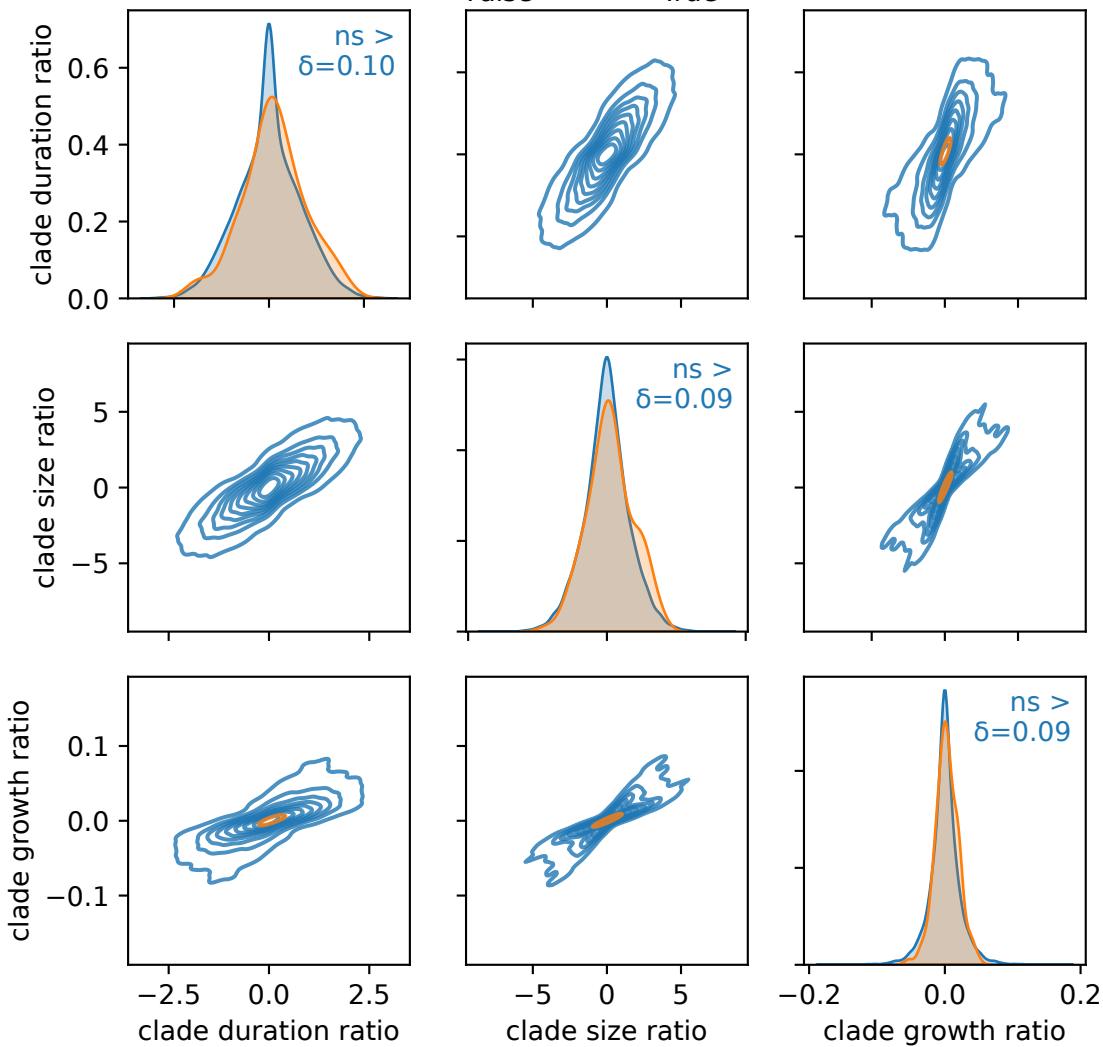 clade duration ratio
0.6
0.4
0.2
0.0
ns >
δ=0.10
clade size ratio
5
0
−5
ns >
δ=0.09
clade growth ratio
0.1
0.0
−0.1
ns >
δ=0.09
−2.5 0.0 2.5
−5 0 5
−0.2 0.0 0.2
clade duration ratio
clade size ratio
clade growth ratio